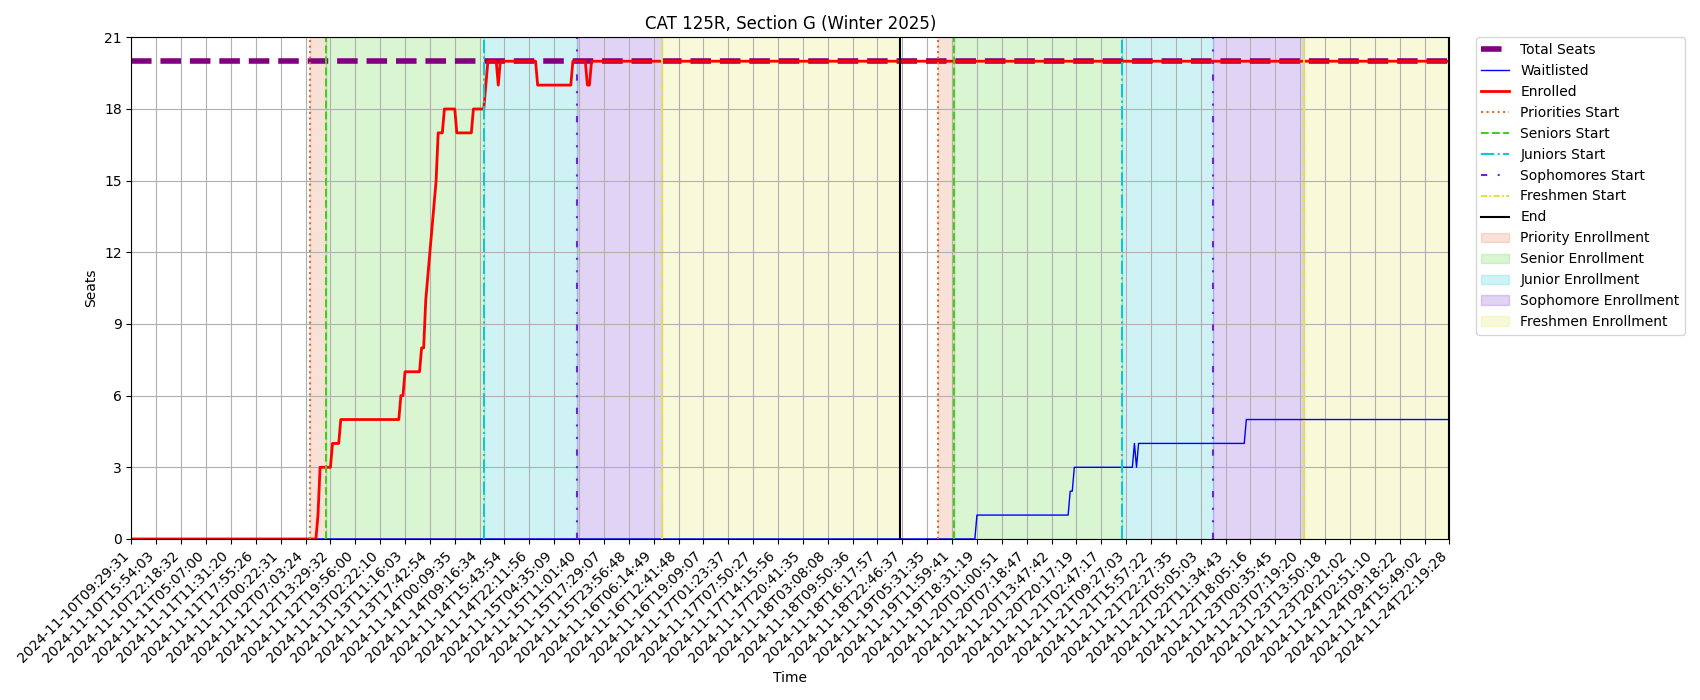 CAT 125R, Section G (Winter 2025)
21
18
15
12
9
6
3
0
Seats
2024-11-10T09:29:31
2024-11-10T15:54:03
2024-11-10T22:18:32
2024-11-11T05:07:00
2024-11-11T11:31:20
2024-11-11T17:55:26
2024-11-12T00:22:31
2024-11-12T07:03:24
2024-11-12T13:29:32
2024-11-12T19:56:00
2024-11-13T02:22:10
2024-11-13T11:16:03
2024-11-13T17:42:54
2024-11-14T00:09:35
2024-11-14T09:16:34
2024-11-14T15:43:54
2024-11-14T22:11:56
2024-11-15T04:35:09
2024-11-15T11:01:40
2024-11-15T17:29:07
2024-11-15T23:56:48
2024-11-16T06:14:49
2024-11-16T12:41:48
2024-11-16T19:09:07
2024-11-17T01:23:37
2024-11-17T07:50:27
2024-11-17T14:15:56
2024-11-17T20:41:35
2024-11-18T03:08:08
2024-11-18T09:50:36
2024-11-18T16:17:57
2024-11-18T22:46:37
2024-11-19T05:31:35
2024-11-19T11:59:41
2024-11-19T18:31:19
2024-11-20T01:00:51
2024-11-20T07:18:47
2024-11-20T13:47:42
2024-11-20T20:17:19
2024-11-21T02:47:17
2024-11-21T09:27:03
2024-11-21T15:57:22
2024-11-21T22:27:35
2024-11-22T05:05:03
2024-11-22T11:34:43
2024-11-22T18:05:16
2024-11-23T00:35:45
2024-11-23T07:19:20
2024-11-23T13:50:18
2024-11-23T20:21:02
2024-11-24T02:51:10
2024-11-24T09:18:22
2024-11-24T15:49:02
2024-11-24T22:19:28
Time
Total Seats
Waitlisted
Enrolled
Priorities Start
Seniors Start
Juniors Start
Sophomores Start
Freshmen Start
End
Priority Enrollment
Senior Enrollment
Junior Enrollment
Sophomore Enrollment
Freshmen Enrollment